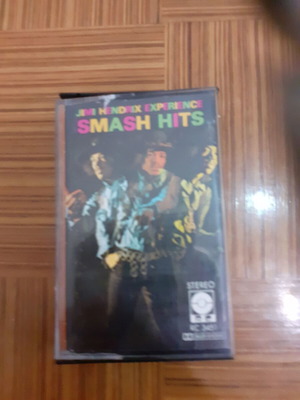 JIMI HENDRIX EXPERIENCE
SMASH HITS
STEREO